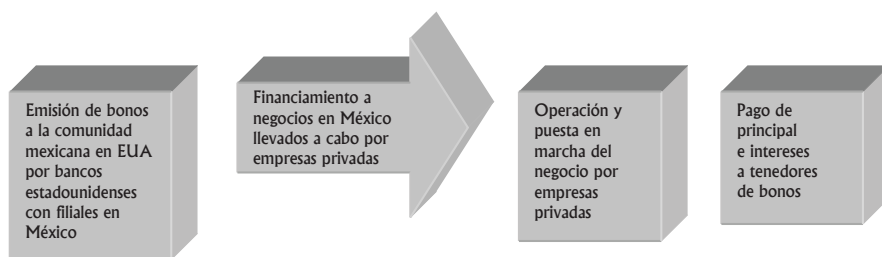 Emisión de bonos
a la comunidad
mexicana en EUA
por bancos
estadounidenses
con filiales en
México
Financiamiento a
negocios en México
llevados a cabo por
empresas privadas
Operación y
puesta en
marcha del
negocio por
empresas
privadas
Pago de
principal
e intereses
a tenedores
de bonos